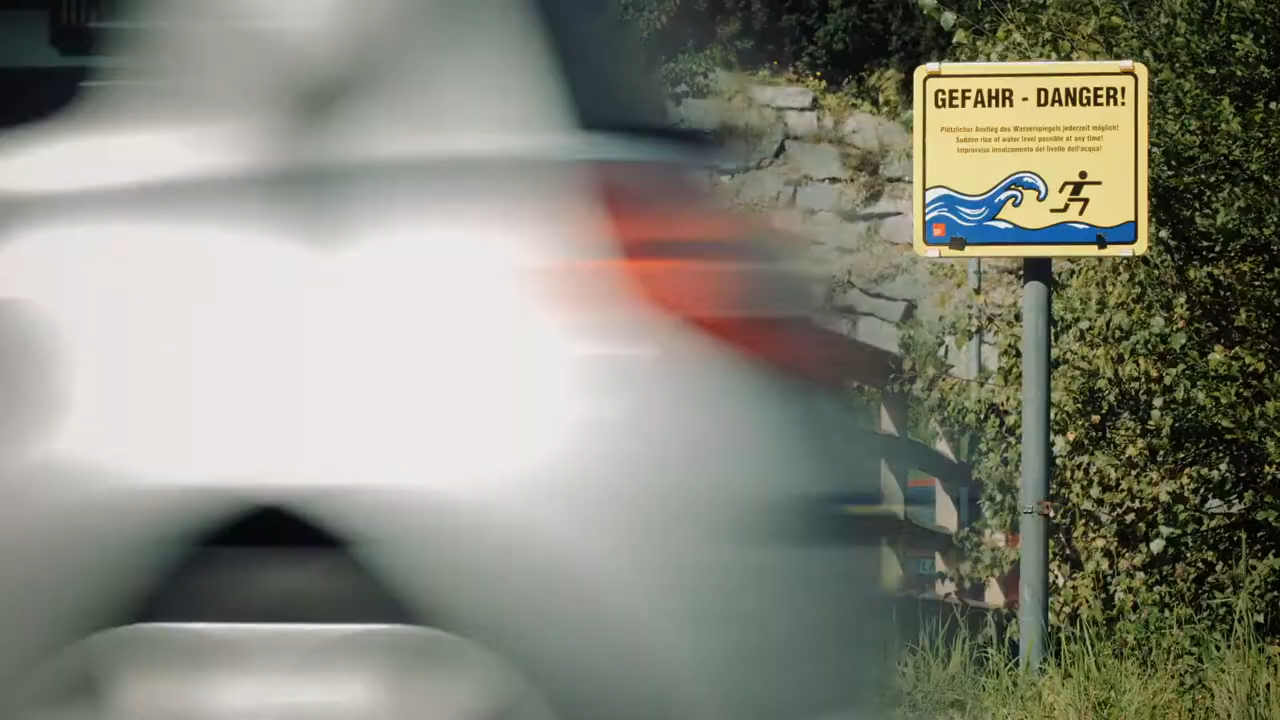 GEFAHR - DANGER!
Plötzlicher Anstieg des Wasserspiegels jederzeit möglich!
Sudden rise of water level possible at any time!
Improvviso innalzamento del livello dell'acqua!